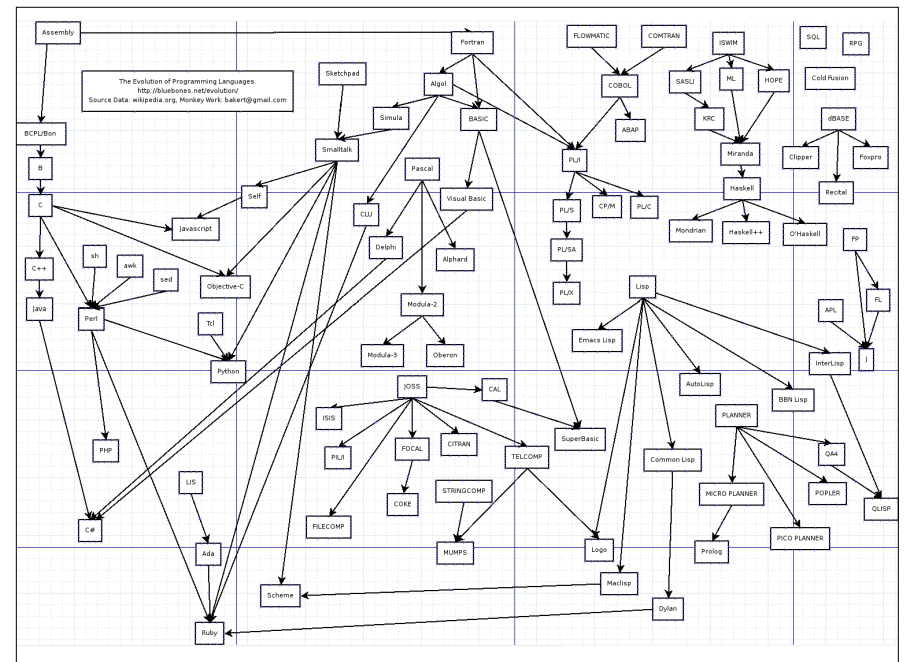 Assembly
Fortran
FLOWMATIC
COMTRAN
ISWIM
SQL
RPG
The Evolution of Programming Languages.
http://bluebones.net/evolution/
Source Data: wikipedia.org, Monkey Work: bakert@gmail.com
Sketchpad
Algol
COBOL
SASLI
ML
HOPE
Cold Fusion
Simula
BASIC
ABAP
KRC
dBASE
BCPL/Bon
Smalltalk
PL/I
Miranda
Clipper
Foxpro
B
Pascal
Haskell
Recital
C
Self
Visual Basic
PL/S
CP/M
PL/C
Javascript
CLU
Mondrian
Haskell++
O'Haskell
FP
sh
awk
Delphi
Alphard
PL/SA
C++
sed
Objective-C
PL/X
Lisp
FL
Java
Perl
Tcl
Modula-2
APL
Emacs Lisp
Modula-3
Oberon
InterLisp
J
Python
JOSS
CAL
AutoLisp
BBN Lisp
ISIS
PLANNER
PHP
PIL/I
FOCAL
CITRAN
SuperBasic
TELCOMP
Common Lisp
QA4
LIS
STRINGCOMP
MICRO PLANNER
POPLER
COKE
QLISP
C#
FILECOMP
PICO PLANNER
Ada
MUMPS
Logo
Prolog
Scheme
Maclisp
Dylan
Ruby